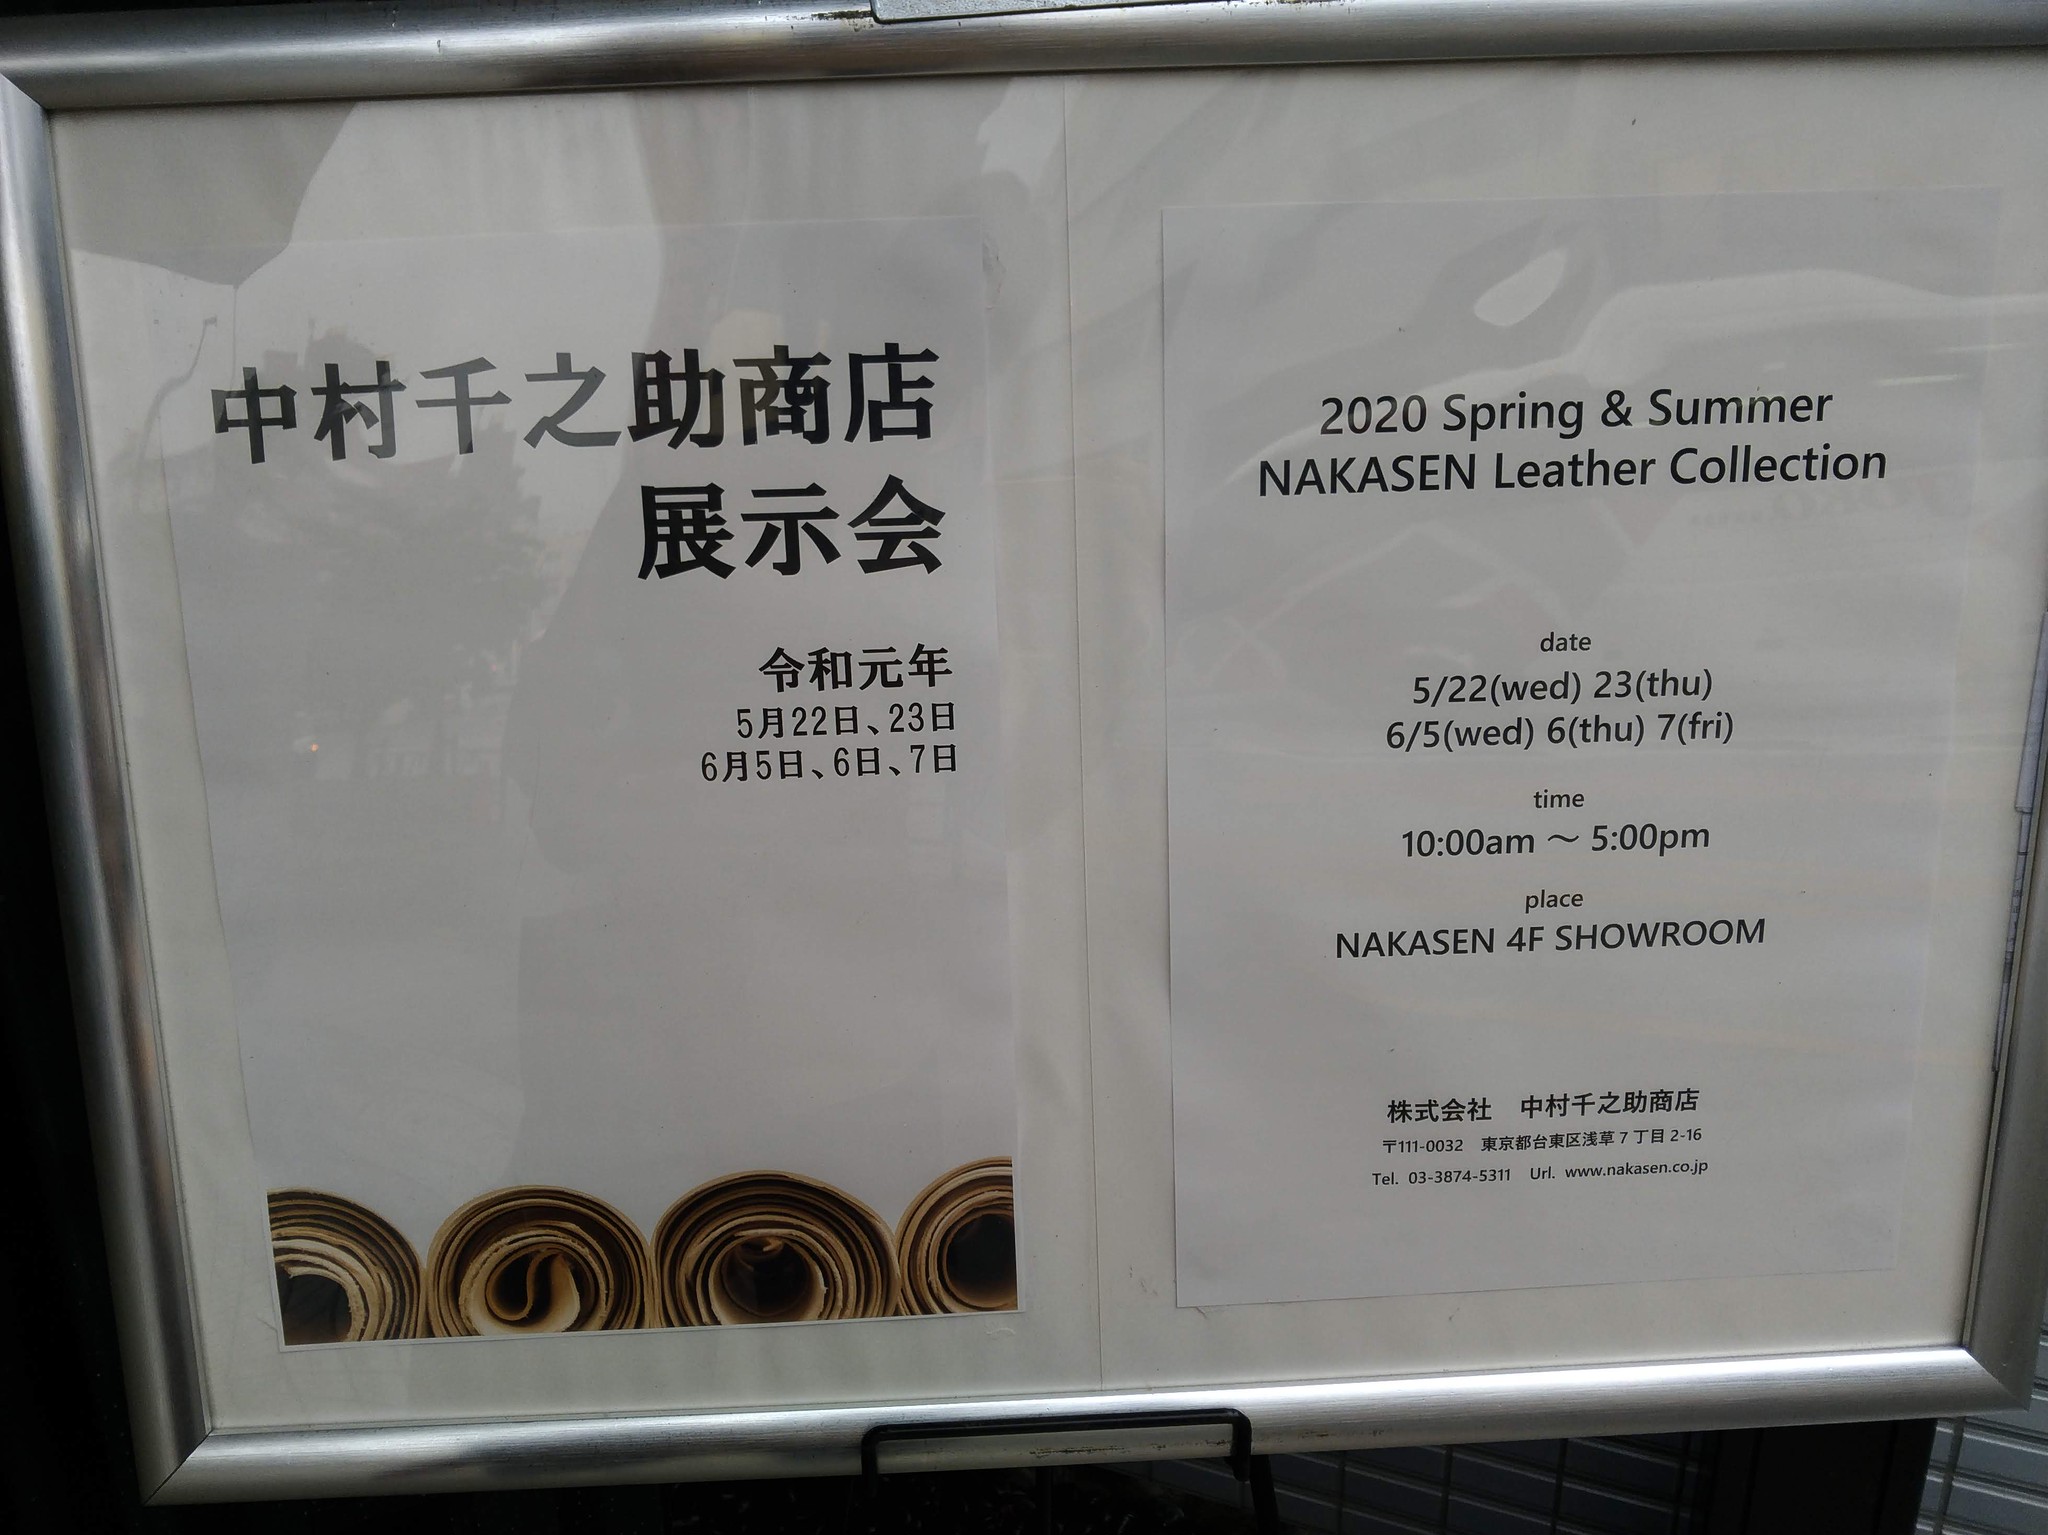 中村千之助商店
展示会
令和元年
5月22日、23日
6月5日、6日、7日
2020 Spring & Summer
NAKASEN Leather Collection
date
5/22(wed) 23(thu)
6/5(wed) 6(thu) 7(fri)
time
10:00am ～ 5:00pm
place
NAKASEN 4F SHOWROOM
株式会社　中村千之助商店
〒111-0032　東京都台東区浅草7丁目2-16
Tel. 03-3874-5311　Url. www.nakasen.co.jp